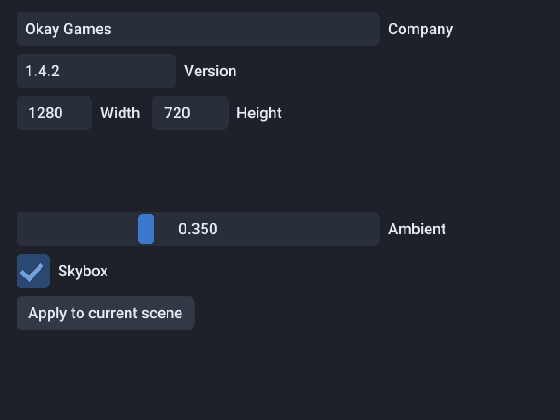 Okay Games Company
1.4.2 Version
1280 Width 720 Height
0.350 Ambient
Skybox
Apply to current scene